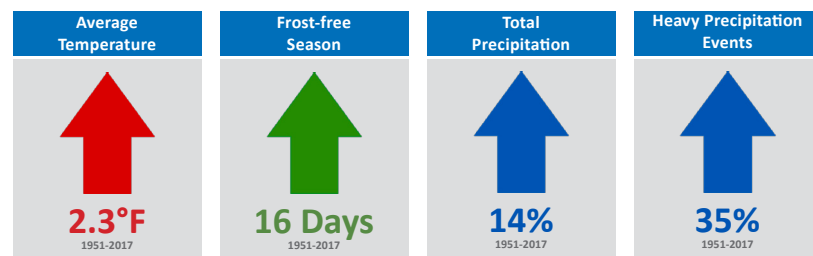 Average
Temperature
2.3°F
1951-2017
Frost-free
Season
16 Days
1951-2017
Total
Precipitation
14%
1951-2017
Heavy Precipitation
Events
35%
1951-2017